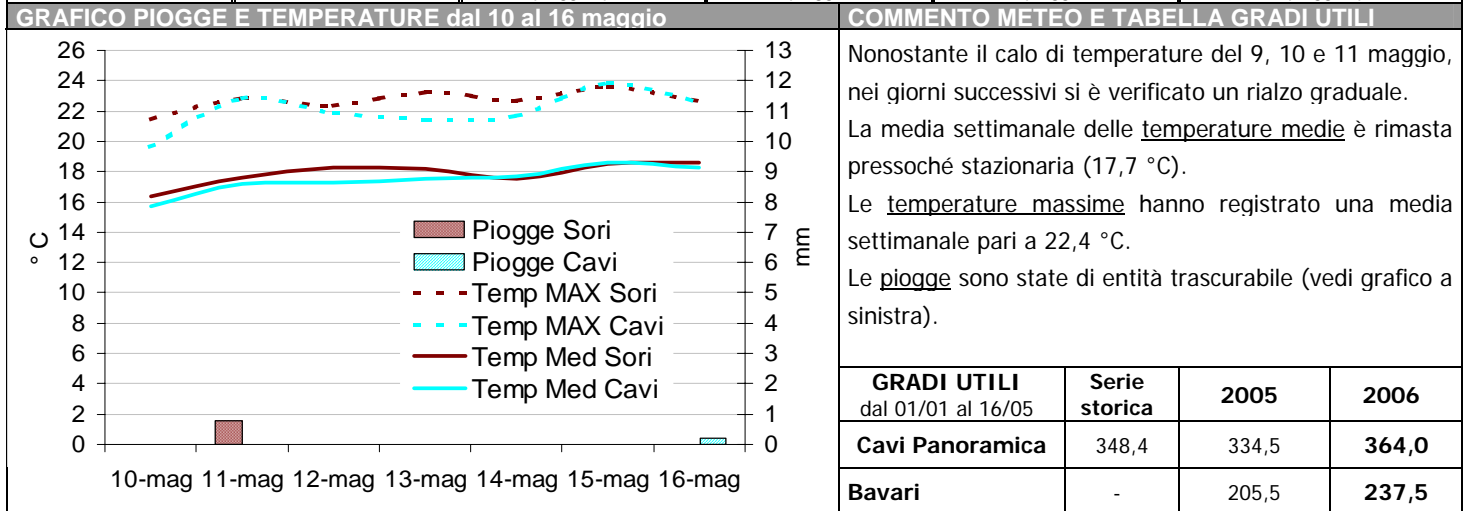 GRAFICO PIOGGE E TEMPERATURE dal 10 al 16 maggio
26
24
22
20
18
16
14
12
10
8
6
4
2
0
° C
13
12
11
10
9
8
7
6
5
4
3
2
1
0
mm
Piogge Sori
Piogge Cavi
Temp MAX Sori
Temp MAX Cavi
Temp Med Sori
Temp Med Cavi
10-mag 11-mag 12-mag 13-mag 14-mag 15-mag 16-mag
COMMENTO METEO E TABELLA GRADI UTILI
Nonostante il calo di temperature del 9, 10 e 11 maggio,
nei giorni successivi si è verificato un rialzo graduale.
La media settimanale delle temperature medie è rimasta
pressoché stazionaria (17,7 °C).
Le temperature massime hanno registrato una media
settimanale pari a 22,4 °C.
Le piogge sono state di entità trascurabile (vedi grafico a
sinistra).
GRADI UTILI
dal 01/01 al 16/05
Serie
storica
2005
2006
Cavi Panoramica 348,4 334,5 364,0
Bavari - 205,5 237,5